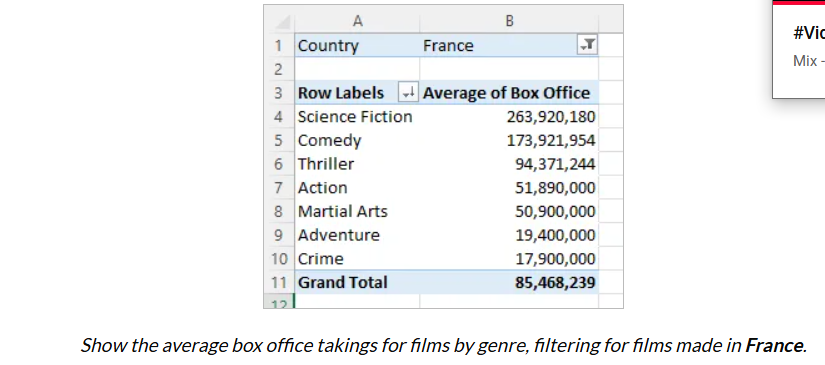 A B
1 Country France
2
3 Row Labels Average of Box Office
4 Science Fiction 263,920,180
5 Comedy 173,921,954
6 Thriller 94,371,244
7 Action 51,890,000
8 Martial Arts 50,900,000
9 Adventure 19,400,000
10 Crime 17,900,000
11 Grand Total 85,468,239
12
Show the average box office takings for films by genre, filtering for films made in France.
#Vic
Mix -